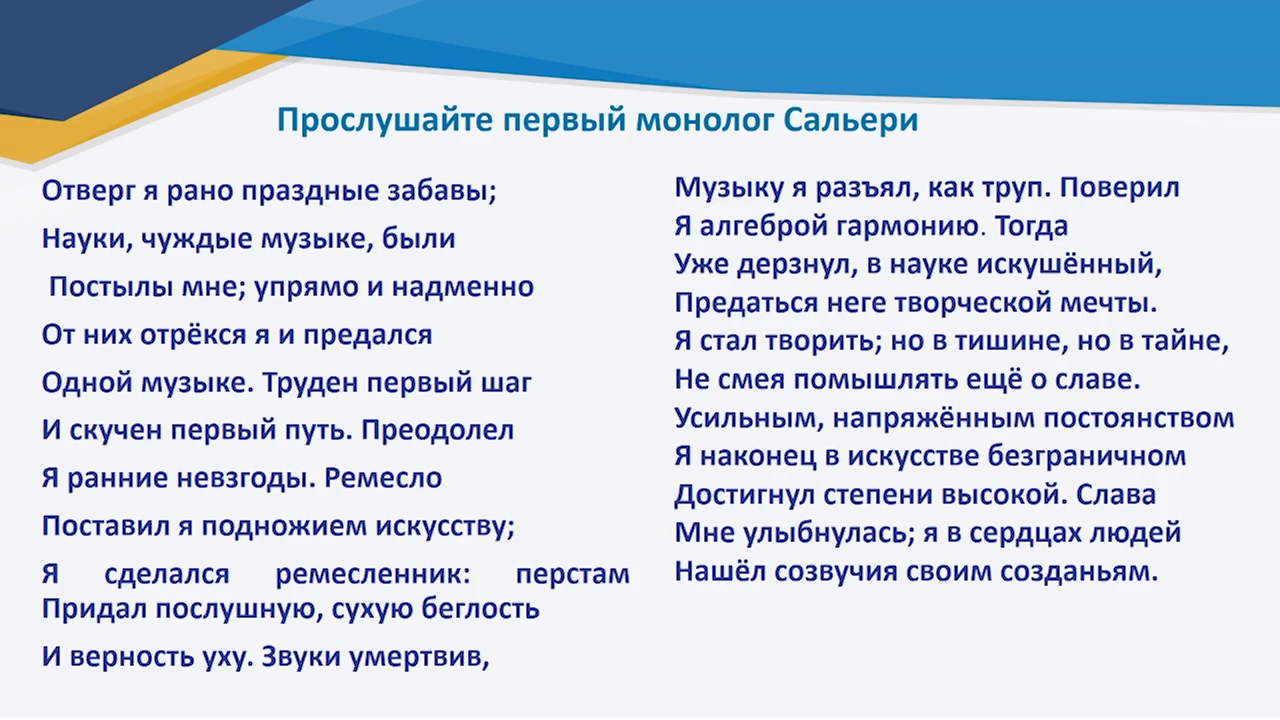 Прослушайте первый монолог Сальери
Отверг я рано праздные забавы;
Науки, чуждые музыке, были
Постылы мне; упрямо и надменно
От них отрёкся я и предался
Одной музыке. Труден первый шаг
И скучен первый путь. Преодолел
Я ранние невзгоды. Ремесло
Поставил я подножием искусству;
Я сделался ремесленник: перстам
Придал послушную, сухую беглость
И верность уху. Звуки умертвив,
Музыку я разъял, как труп. Поверил
Я алгеброй гармонию. Тогда
Уже дерзнул, в науке искушённый,
Предаться неге творческой мечты.
Я стал творить; но в тишине, но в тайне,
Не смея помышлять ещё о славе.
Усильным, напряжённым постоянством
Я наконец в искусстве безграничном
Достигнул степени высокой. Слава
Мне улыбнулась; я в сердцах людей
Нашёл созвучия своим созданьям.